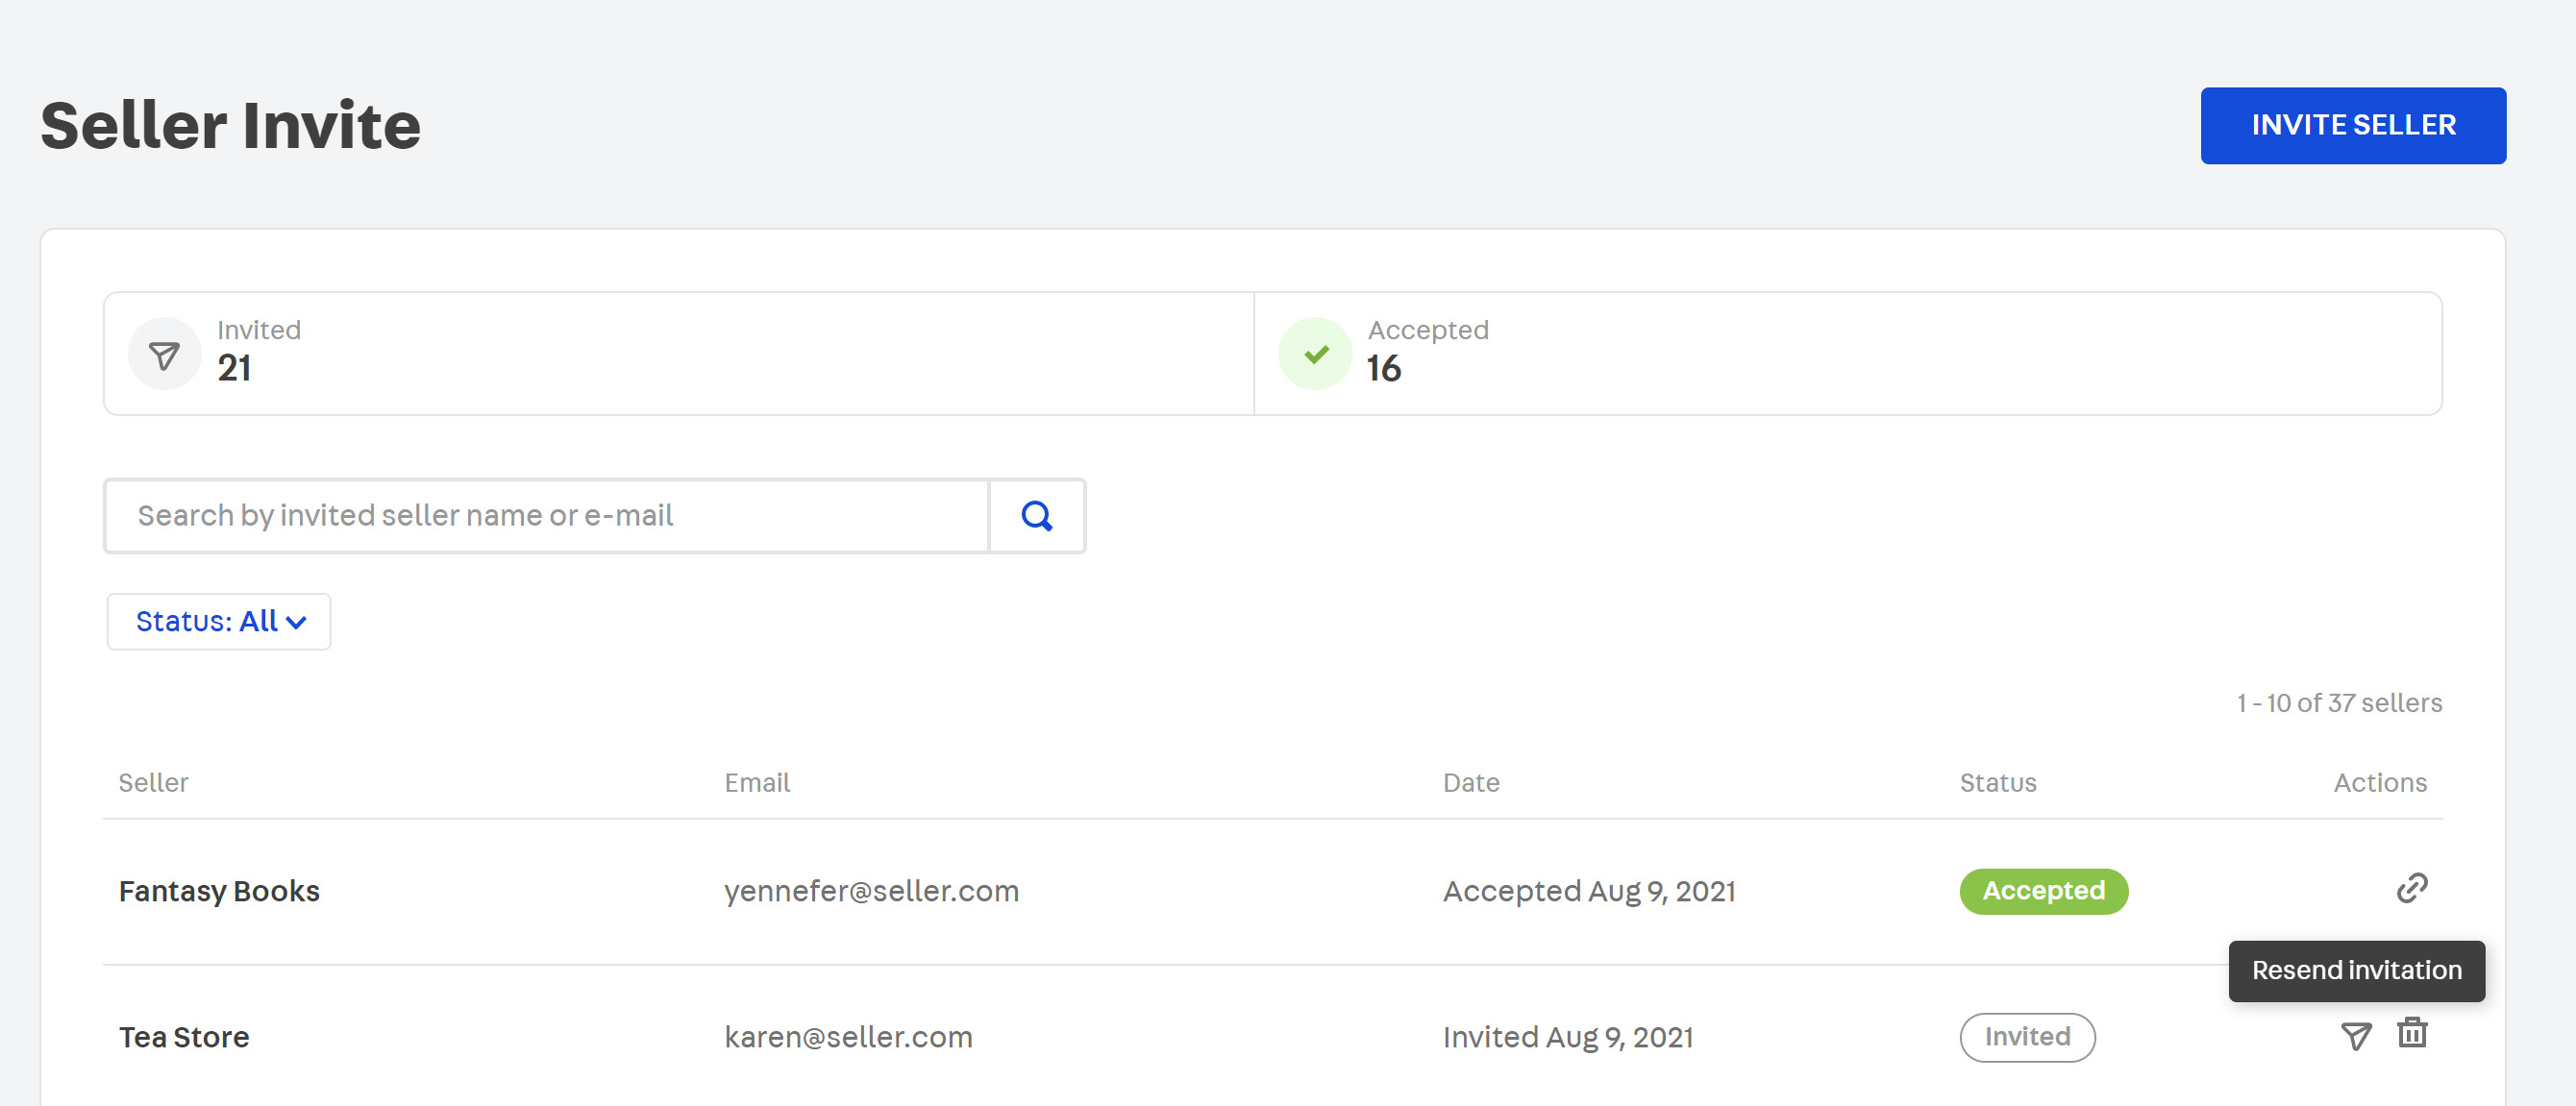 Seller Invite
INVITE SELLER
Invited
21
Accepted
16
Search by invited seller name or e-mail
Status: All
1 - 10 of 37 sellers
Seller Email Date Status Actions
Fantasy Books yennefer@seller.com Accepted Aug 9, 2021 Accepted
Resend invitation
Tea Store karen@seller.com Invited Aug 9, 2021 Invited